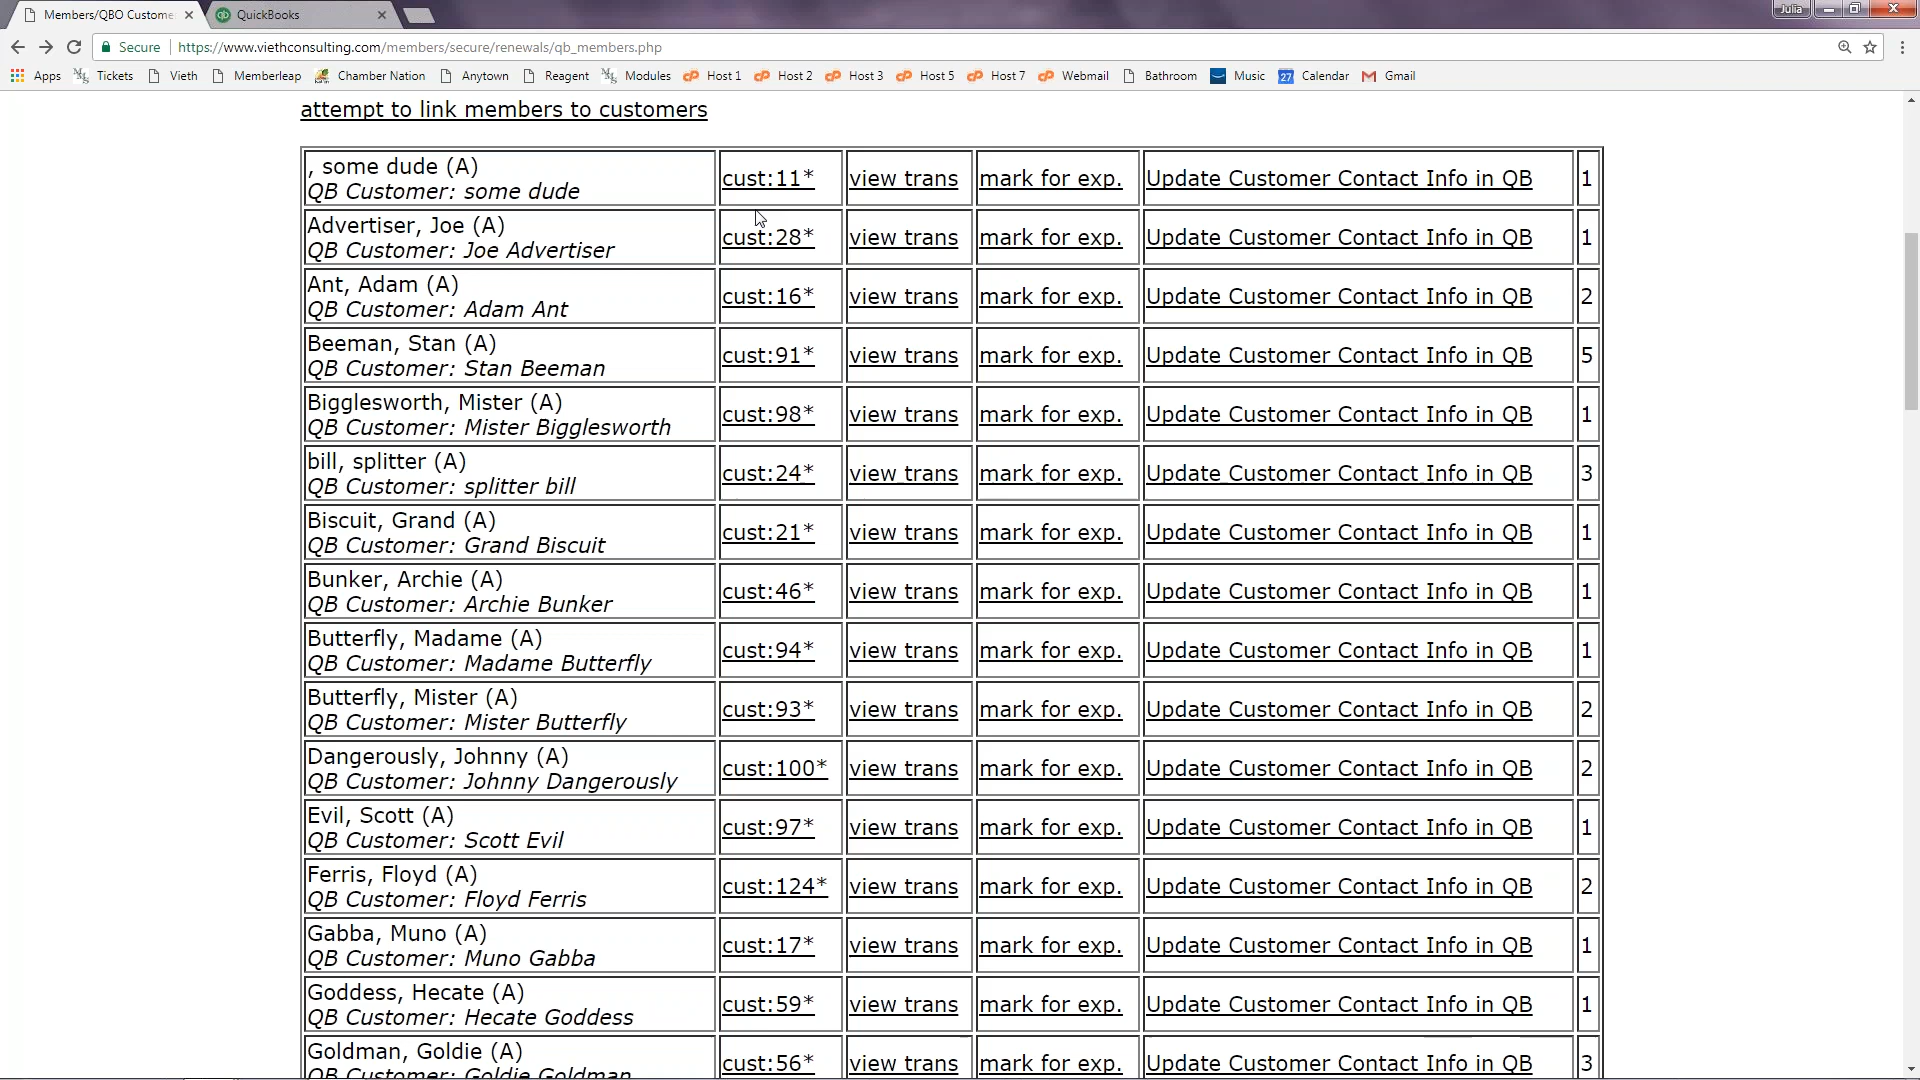 Members/QBO Custome
QuickBooks
Julia
Secure https://www.viethconsulting.com/members/secure/renewals/qb_members.php
Apps Tickets Vieth Memberleap Chamber Nation Anytown Reagent Modules Host 1 Host 2 Host 3 Host 5 Host 7 Webmail Bathroom Music 27 Calendar Gmail
attempt to link members to customers
, some dude (A)
QB Customer: some dude
cust:11* view trans mark for exp. Update Customer Contact Info in QB 1
Advertiser, Joe (A)
QB Customer: Joe Advertiser
cust:28* view trans mark for exp. Update Customer Contact Info in QB 1
Ant, Adam (A)
QB Customer: Adam Ant
cust:16* view trans mark for exp. Update Customer Contact Info in QB 2
Beeman, Stan (A)
QB Customer: Stan Beeman
cust:91* view trans mark for exp. Update Customer Contact Info in QB 5
Bigglesworth, Mister (A)
QB Customer: Mister Bigglesworth
cust:98* view trans mark for exp. Update Customer Contact Info in QB 1
bill, splitter (A)
QB Customer: splitter bill
cust:24* view trans mark for exp. Update Customer Contact Info in QB 3
Biscuit, Grand (A)
QB Customer: Grand Biscuit
cust:21* view trans mark for exp. Update Customer Contact Info in QB 1
Bunker, Archie (A)
QB Customer: Archie Bunker
cust:46* view trans mark for exp. Update Customer Contact Info in QB 1
Butterfly, Madame (A)
QB Customer: Madame Butterfly
cust:94* view trans mark for exp. Update Customer Contact Info in QB 1
Butterfly, Mister (A)
QB Customer: Mister Butterfly
cust:93* view trans mark for exp. Update Customer Contact Info in QB 2
Dangerously, Johnny (A)
QB Customer: Johnny Dangerously
cust:100* view trans mark for exp. Update Customer Contact Info in QB 2
Evil, Scott (A)
QB Customer: Scott Evil
cust:97* view trans mark for exp. Update Customer Contact Info in QB 1
Ferris, Floyd (A)
QB Customer: Floyd Ferris
cust:124* view trans mark for exp. Update Customer Contact Info in QB 2
Gabba, Muno (A)
QB Customer: Muno Gabba
cust:17* view trans mark for exp. Update Customer Contact Info in QB 1
Goddess, Hecate (A)
QB Customer: Hecate Goddess
cust:59* view trans mark for exp. Update Customer Contact Info in QB 1
Goldman, Goldie (A)
QB Customer: Goldie Goldman
cust:56* view trans mark for exp. Update Customer Contact Info in QB 3